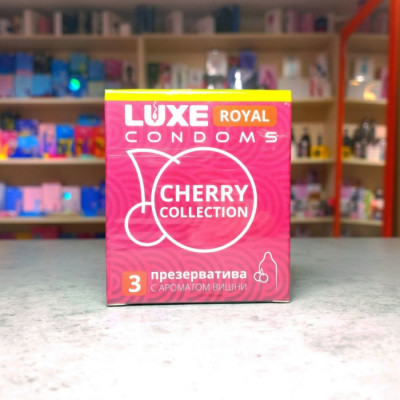 LUXE ROYAL
CONDOMS
CHERRY
COLLECTION
3 презерватива
С АРОМАТОМ ВИШНИ